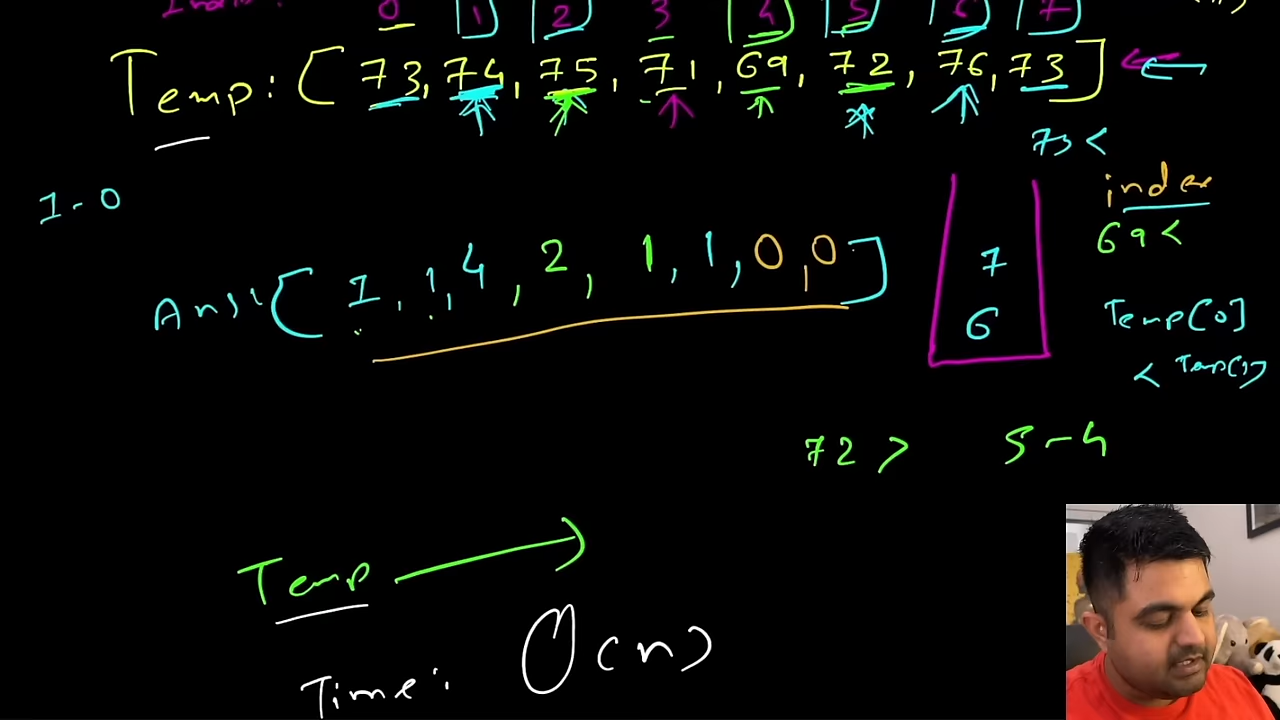 0 1 2 3 4 5 6 7
Temp: [73, 74, 75, 71, 69, 72, 76, 73]
73 <
1 - 0
index
69 <
Ans: [1, 1, 4, 2, 1, 1, 0, 0]
7
6
Temp[0]
< Temp[1]
72 >
5 - 4
Temp
Time: O(n)